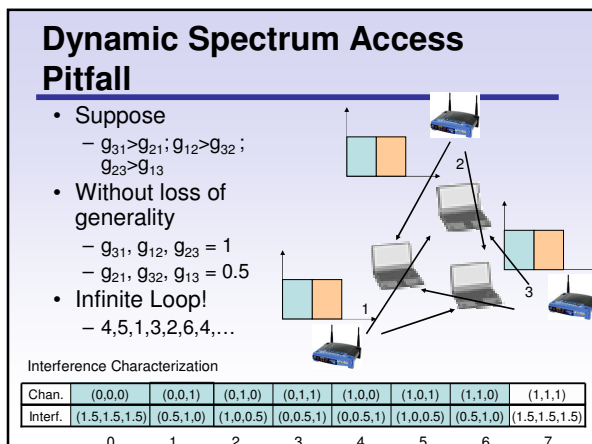 Dynamic Spectrum Access
Pitfall
• Suppose
– g31>g21; g12>g32 ;
g23>g13
• Without loss of
generality
– g31, g12, g23 = 1
– g21, g32, g13 = 0.5
• Infinite Loop!
– 4,5,1,3,2,6,4,…
2
3
1
Interference Characterization
Chan. (0,0,0) (0,0,1) (0,1,0) (0,1,1) (1,0,0) (1,0,1) (1,1,0) (1,1,1)
Interf. (1.5,1.5,1.5) (0.5,1,0) (1,0,0.5) (0,0.5,1) (0,0.5,1) (1,0,0.5) (0.5,1,0) (1.5,1.5,1.5)
0 1 2 3 4 5 6 7